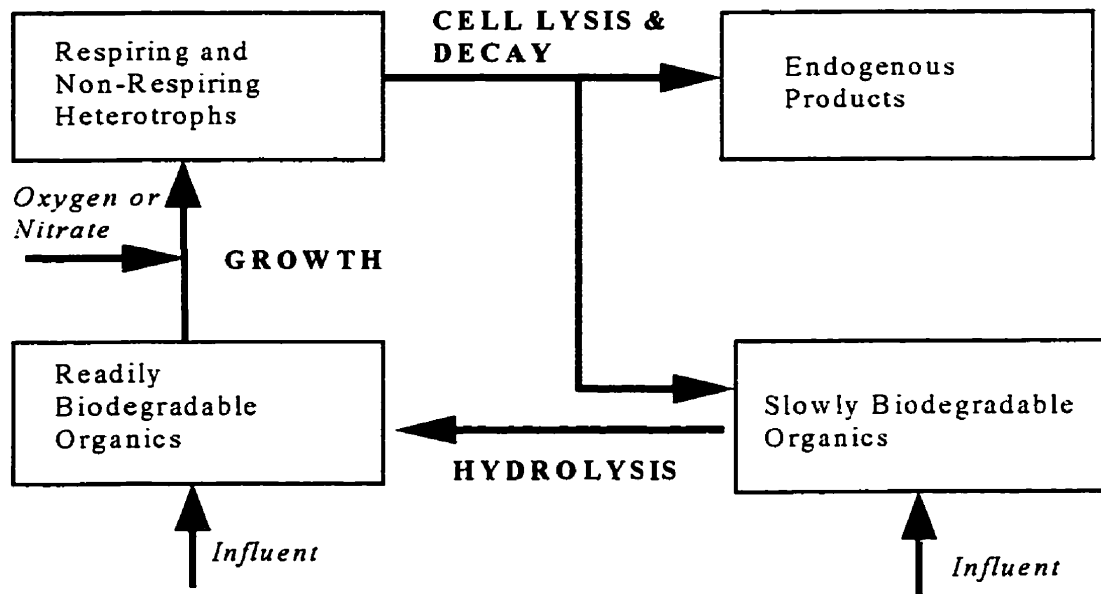 Respiring and
Non-Respiring
Heterotrophs
CELL LYSIS &
DECAY
Endogenous
Products
Oxygen or
Nitrate
GROWTH
Readily
Biodegradable
Organics
Slowly Biodegradable
Organics
HYDROLYSIS
Influent
Influent